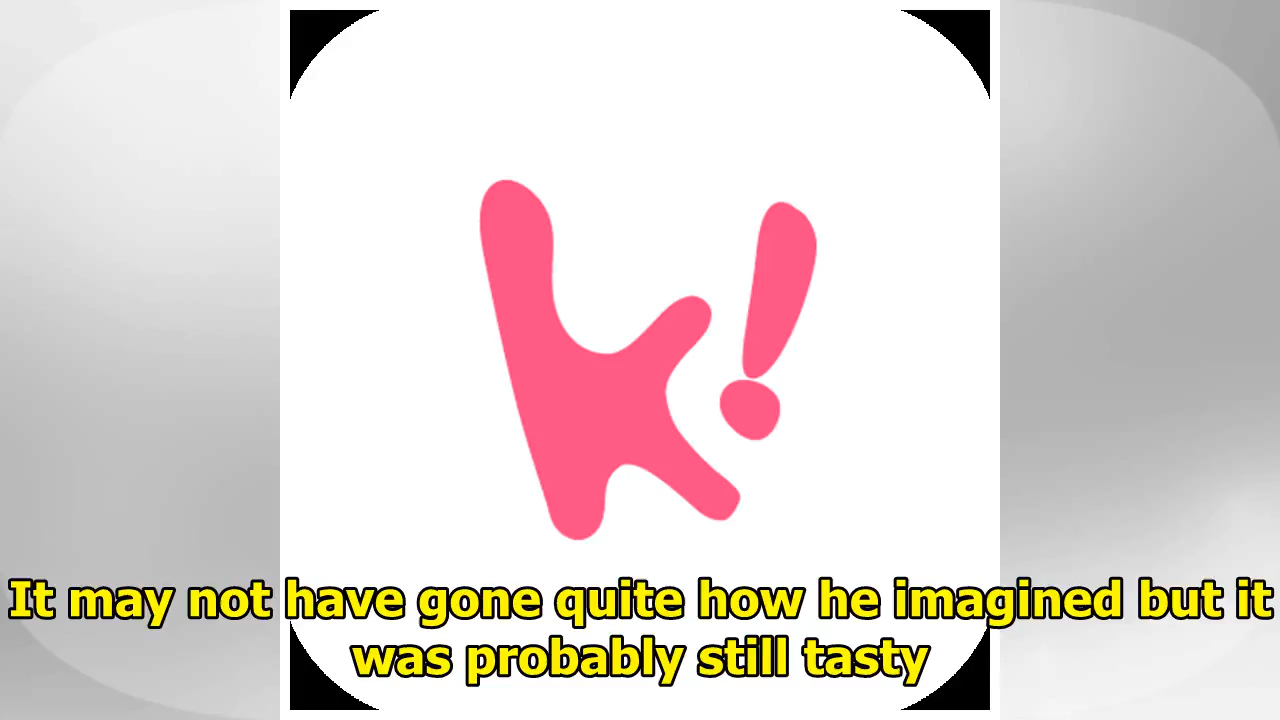 k!
It may not have gone quite how he imagined but it
was probably still tasty